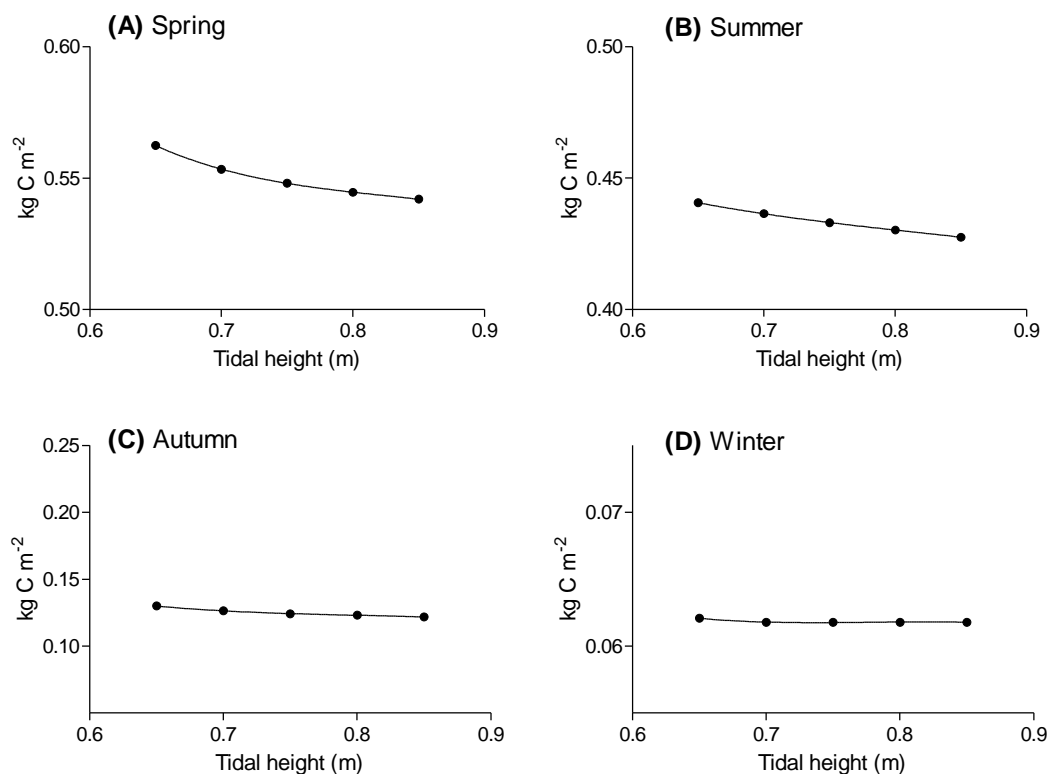 (A) Spring
0.60
0.55
0.50
kg C m⁻²
0.6 0.7 0.8 0.9
Tidal height (m)
(B) Summer
0.50
0.45
0.40
kg C m⁻²
0.6 0.7 0.8 0.9
Tidal height (m)
(C) Autumn
0.25
0.20
0.15
0.10
kg C m⁻²
0.6 0.7 0.8 0.9
Tidal height (m)
(D) Winter
0.07
0.06
kg C m⁻²
0.6 0.7 0.8 0.9
Tidal height (m)